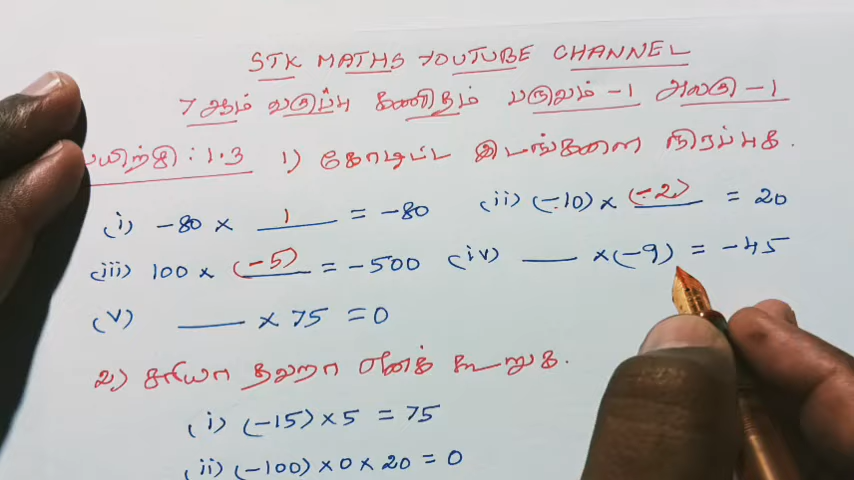 STK MATHS YOUTUBE CHANNEL
7 ஆம் வகுப்பு கணிதம் பருவம் - 1 அலகு - 1
பயிற்சி : 1.3 1) கோடிட்ட இடங்களை நிரப்புக.
(i) -80 × 1 = -80 (ii) (-10) × (-2) = 20
(iii) 100 × (-5) = -500 (iv) ___ × (-9) = -45
(v) ___ × 75 = 0
2) சரியா தவறா எனக் கூறுக.
(i) (-15) × 5 = 75
(ii) (-100) × 0 × 20 = 0